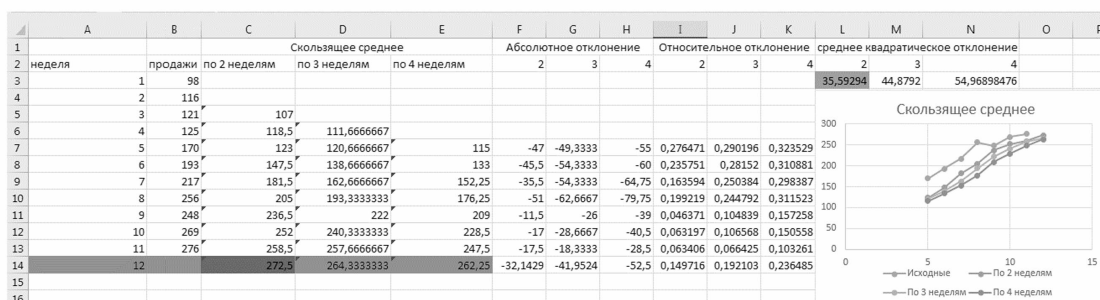 A B C D E F G H I J K L M N O P
1 Скользящее среднее Абсолютное отклонение Относительное отклонение среднее квадратическое отклонение
2 неделя продажи по 2 неделям по 3 неделям по 4 неделям 2 3 4 2 3 4 2 3 4
3 1 98 35,59294 44,8792 54,96898476
4 2 116
5 3 121 107
6 4 125 118,5 111,6666667
7 5 170 123 120,6666667 115 -47 -49,3333 -55 0,276471 0,290196 0,323529
8 6 193 147,5 138,6666667 133 -45,5 -54,3333 -60 0,235751 0,28152 0,310881
9 7 217 181,5 162,6666667 152,25 -35,5 -54,3333 -64,75 0,163594 0,250384 0,298387
10 8 256 205 193,3333333 176,25 -51 -62,6667 -79,75 0,199219 0,244792 0,311523
11 9 248 236,5 222 209 -11,5 -26 -39 0,046371 0,104839 0,157258
12 10 269 252 240,3333333 228,5 -17 -28,6667 -40,5 0,063197 0,106568 0,150558
13 11 276 258,5 257,6666667 247,5 -17,5 -18,3333 -28,5 0,063406 0,066425 0,103261
14 12 272,5 264,3333333 262,25 -32,1429 -41,9524 -52,5 0,149716 0,192103 0,236485
15
16
Скользящее среднее
300
250
200
150
100
50
0
0 5 10 15
Исходные По 2 неделям
По 3 неделям По 4 неделям